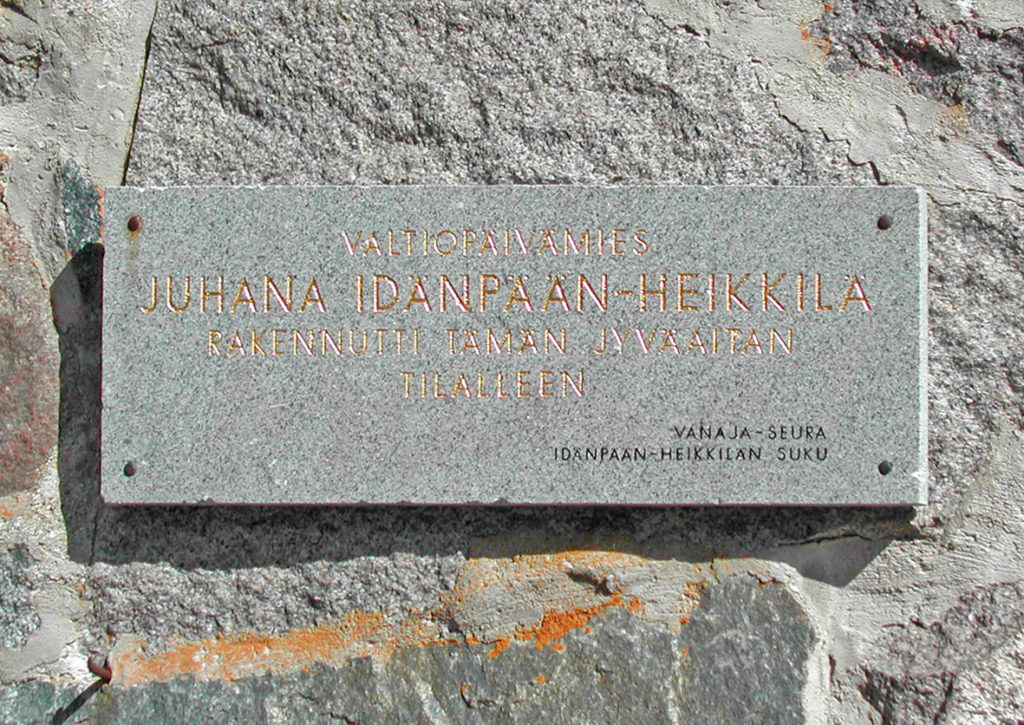 VALTIOPÄIVÄMIES
JUHANA IDÄNPÄÄN-HEIKKILÄ
RAKENNUTTI TÄMÄN JYVÄAITAN
TILALLEEN
VANAJA-SEURA
IDÄNPÄÄN-HEIKKILÄN SUKU